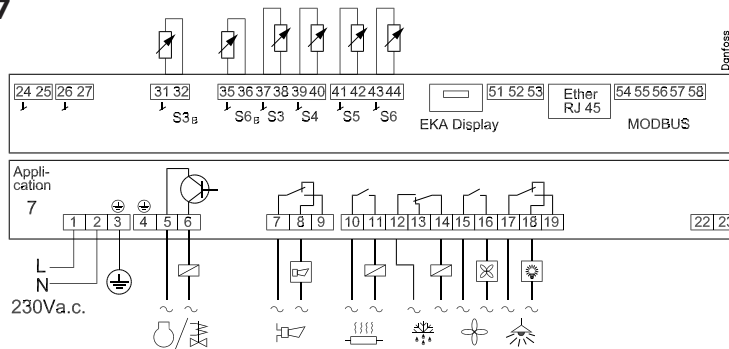 7
Danfoss
24 25 26 27 31 32 35 36 37 38 39 40 41 42 43 44 51 52 53 Ether RJ 45 54 55 56 57 58
S3B S6B S3 S4 S5 S6 EKA Display MODBUS
Appli-
cation
7
1 2 3 4 5 6 7 8 9 10 11 12 13 14 15 16 17 18 19 22 23
L
N
230Va.c.